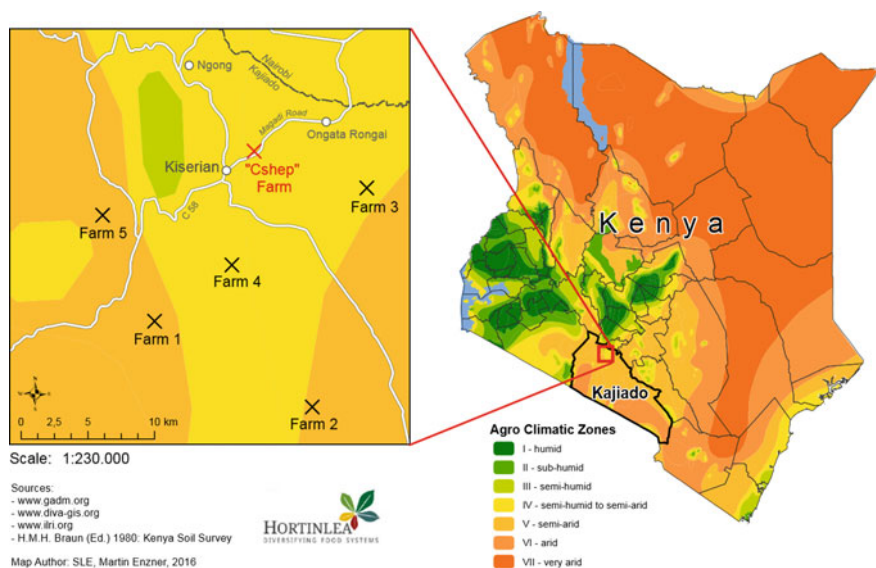 Ngong
Nairobi
Kajiado
Magadi Road
Ongata Rongai
Kiserian
"Cshep"
Farm
C 58
Farm 3
Farm 5
Farm 4
Farm 1
Farm 2
0 2,5 5 10 km
Scale: 1:230.000
Sources:
- www.gadm.org
- www.diva-gis.org
- www.ilri.org
- H.M.H. Braun (Ed.) 1980: Kenya Soil Survey
Map Author: SLE, Martin Enzner, 2016
HORTINLEA
DIVERSIFYING FOOD SYSTEMS
Kenya
Kajiado
Agro Climatic Zones
I - humid
II - sub-humid
III - semi-humid
IV - semi-humid to semi-arid
V - semi-arid
VI - arid
VII - very arid